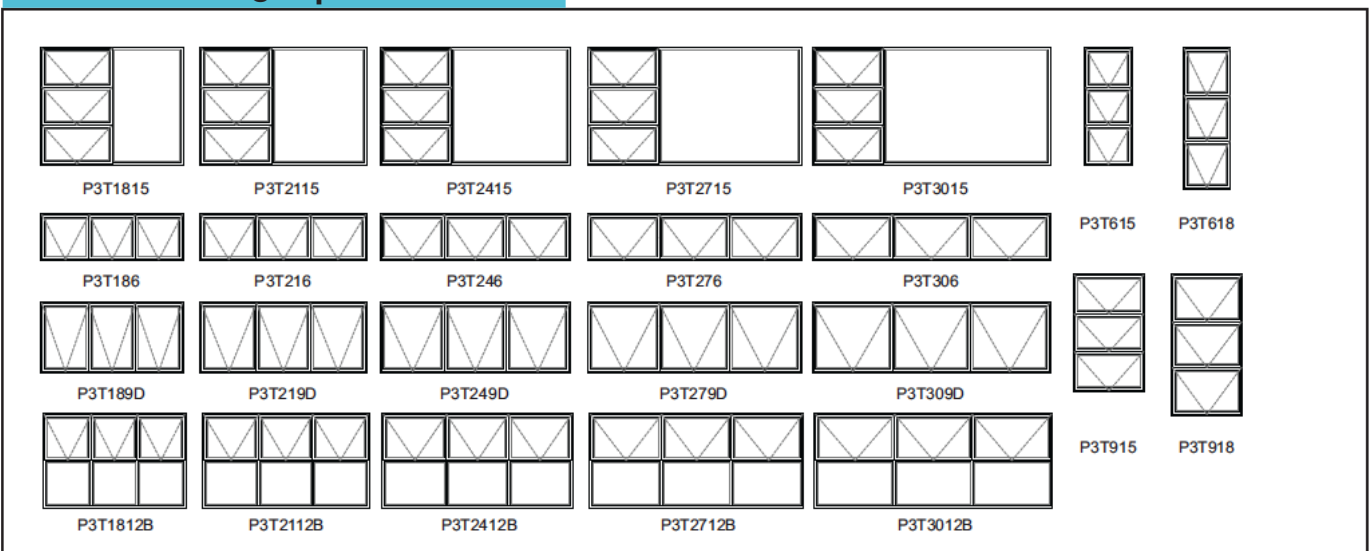 P3T1815 P3T2115 P3T2415 P3T2715 P3T3015
P3T615 P3T618
P3T186 P3T216 P3T246 P3T276 P3T306
P3T189D P3T219D P3T249D P3T279D P3T309D
P3T915 P3T918
P3T1812B P3T2112B P3T2412B P3T2712B P3T3012B